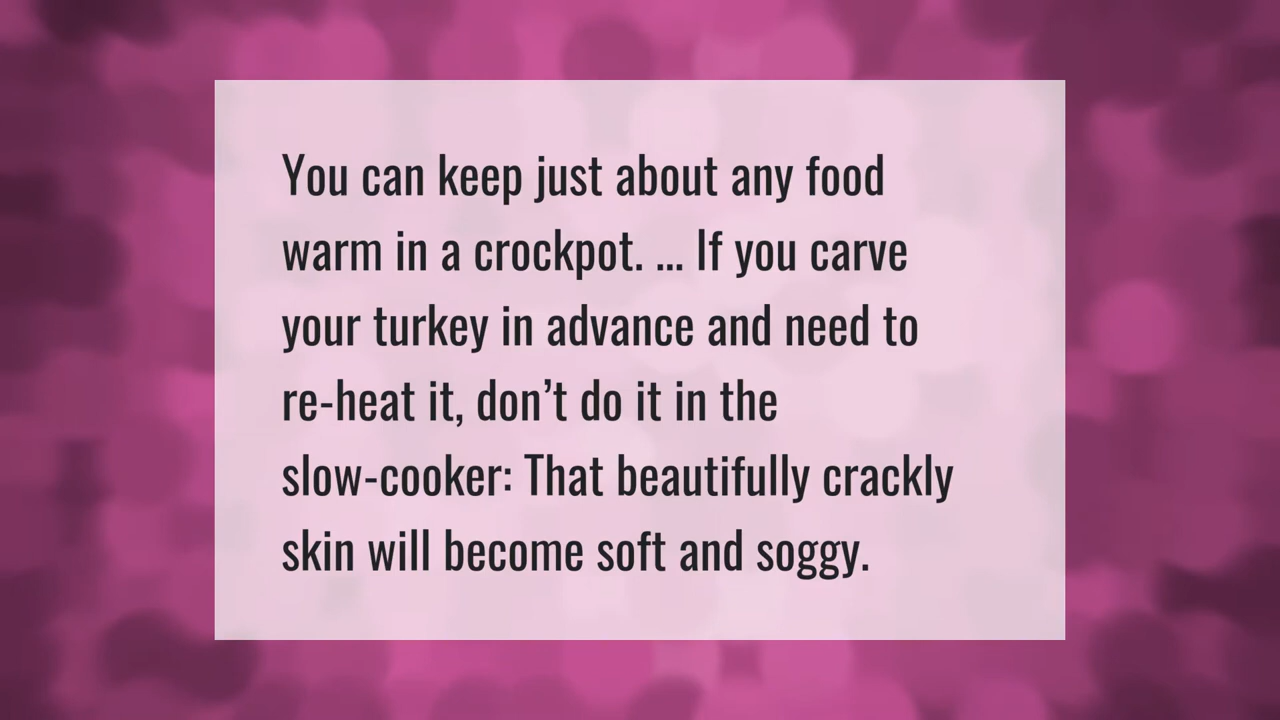 You can keep just about any food
warm in a crockpot. ... If you carve
your turkey in advance and need to
re-heat it, don’t do it in the
slow-cooker: That beautifully crackly
skin will become soft and soggy.